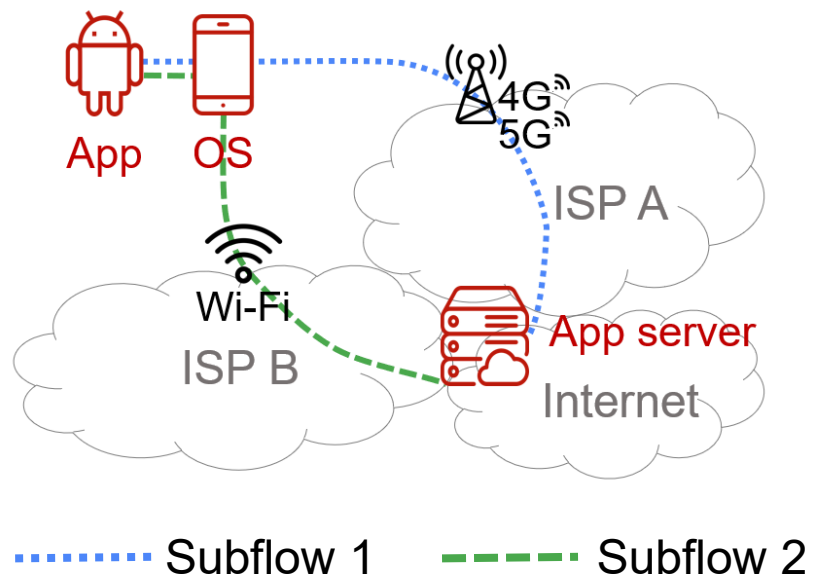 4G
5G
App
OS
ISP A
Wi-Fi
App server
ISP B
Internet
Subflow 1
Subflow 2